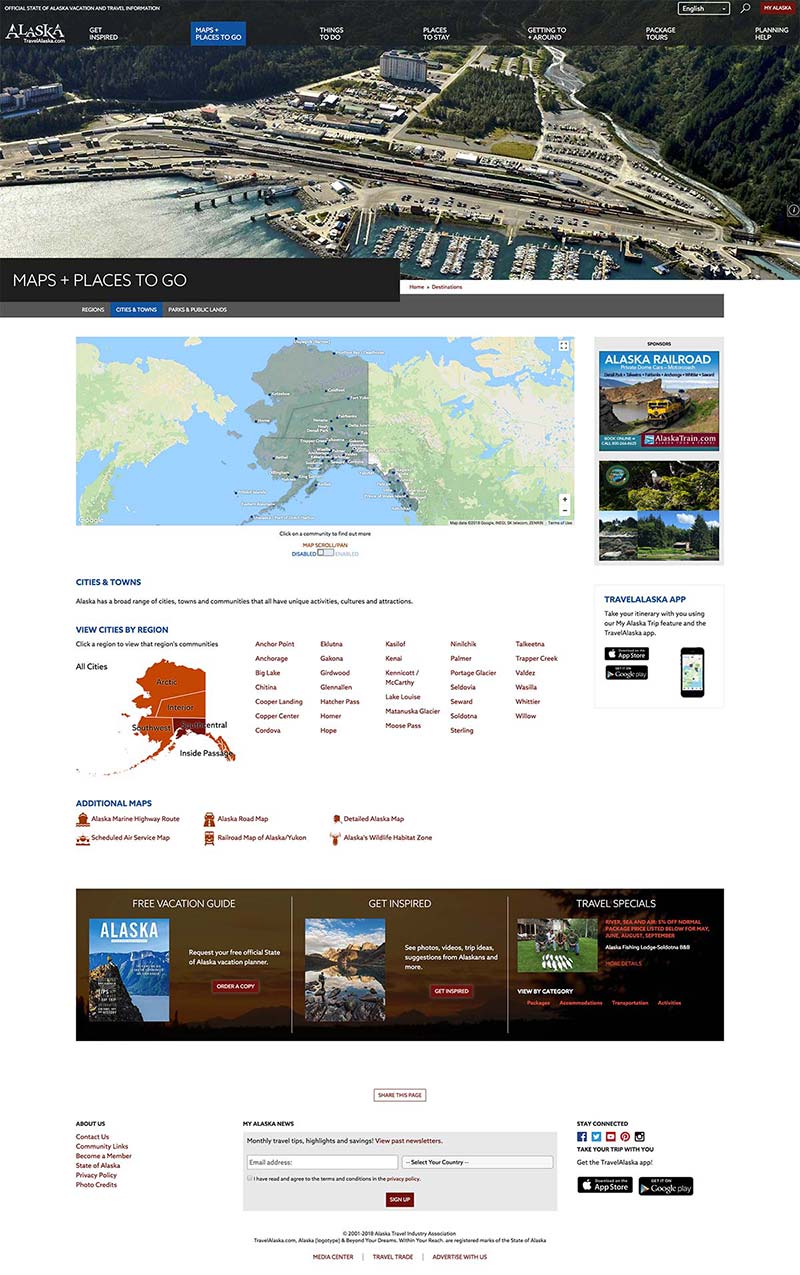 OFFICIAL STATE OF ALASKA VACATION AND TRAVEL INFORMATION
English
MY ALASKA
ALASKA
TravelAlaska.com
GET
INSPIRED
MAPS +
PLACES TO GO
THINGS
TO DO
PLACES
TO STAY
GETTING TO
+ AROUND
PACKAGE
TOURS
PLANNING
HELP
MAPS + PLACES TO GO
Home » Destinations
REGIONS
CITIES & TOWNS
PARKS & PUBLIC LANDS
Google
Map data ©2018 Google, INEGI, SK telecom, ZENRIN
Terms of Use
Click on a community to find out more
MAP SCROLL/PAN
DISABLED
ENABLED
SPONSORS
ALASKA RAILROAD
Private Dome Cars – Motorcoach
Denali Park • Talkeetna • Fairbanks • Anchorage • Whittier • Seward
BOOK ONLINE or
CALL 800-266-8625
AlaskaTrain.com
CITIES & TOWNS
Alaska has a broad range of cities, towns and communities that all have unique activities, cultures and attractions.
TRAVELALASKA APP
Take your itinerary with you using
our My Alaska Trip feature and the
TravelAlaska app.
Download on the
App Store
GET IT ON
Google play
VIEW CITIES BY REGION
Click a region to view that region's communities
All Cities
Arctic
Interior
Southwest
Southcentral
Inside Passage
Anchor Point
Anchorage
Big Lake
Chitina
Cooper Landing
Copper Center
Cordova
Eklutna
Gakona
Girdwood
Glennallen
Hatcher Pass
Homer
Hope
Kasilof
Kenai
Kennicott /
McCarthy
Lake Louise
Matanuska Glacier
Moose Pass
Ninilchik
Palmer
Portage Glacier
Seldovia
Seward
Soldotna
Sterling
Talkeetna
Trapper Creek
Valdez
Wasilla
Whittier
Willow
ADDITIONAL MAPS
Alaska Marine Highway Route
Alaska Road Map
Detailed Alaska Map
Scheduled Air Service Map
Railroad Map of Alaska/Yukon
Alaska's Wildlife Habitat Zone
FREE VACATION GUIDE
ALASKA
Request your free official State
of Alaska vacation planner.
ORDER A COPY
GET INSPIRED
See photos, videos, trip ideas,
suggestions from Alaskans and
more.
GET INSPIRED
TRAVEL SPECIALS
RIVER, SEA AND AIR: 5% OFF NORMAL
PACKAGE PRICE LISTED BELOW FOR MAY,
JUNE, AUGUST, SEPTEMBER
Alaska Fishing Lodge-Soldotna B&B
MORE DETAILS
VIEW BY CATEGORY
Packages
Accommodations
Transportation
Activities
SHARE THIS PAGE
ABOUT US
Contact Us
Community Links
Become a Member
State of Alaska
Privacy Policy
Photo Credits
MY ALASKA NEWS
Monthly travel tips, highlights and savings! View past newsletters.
Email address:
-- Select Your Country --
I have read and agree to the terms and conditions in the privacy policy.
SIGN UP
STAY CONNECTED
TAKE YOUR TRIP WITH YOU
Get the TravelAlaska app!
Download on the
App Store
GET IT ON
Google play
© 2001-2018 Alaska Travel Industry Association
TravelAlaska.com, Alaska [logotype] & Beyond Your Dreams. Within Your Reach. are registered marks of the State of Alaska
MEDIA CENTER | TRAVEL TRADE | ADVERTISE WITH US